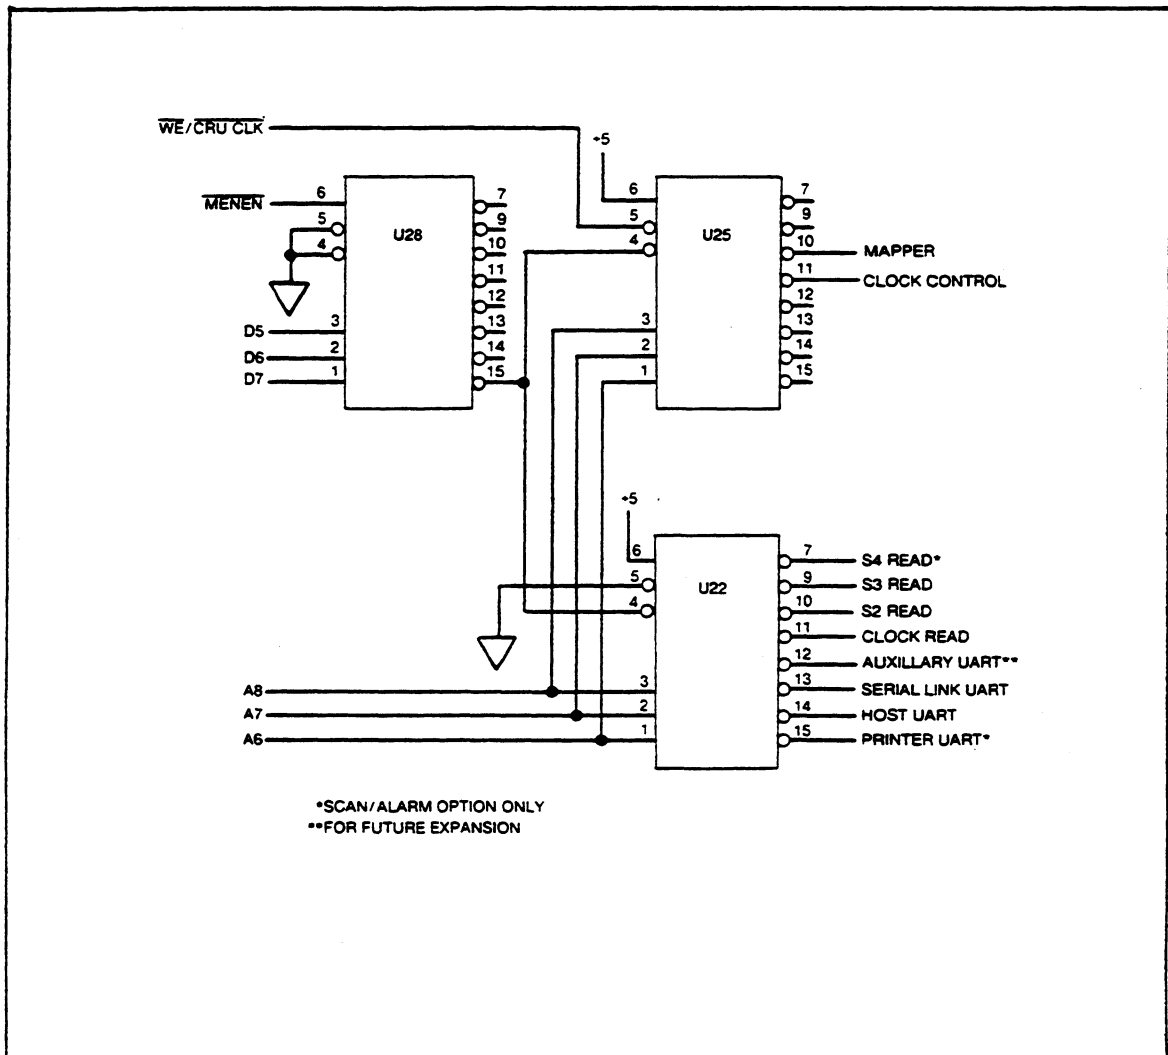 WE/CRU CLK
+5
MENEN
6
5
4
3
2
1
D5
D6
D7
U28
7
9
10
11
12
13
14
15
6
5
4
3
2
1
U25
7
9
10
11
12
13
14
15
MAPPER
CLOCK CONTROL
+5
6
5
4
3
2
1
A8
A7
A6
U22
7 S4 READ*
9 S3 READ
10 S2 READ
11 CLOCK READ
12 AUXILLARY UART**
13 SERIAL LINK UART
14 HOST UART
15 PRINTER UART*
*SCAN/ALARM OPTION ONLY
**FOR FUTURE EXPANSION